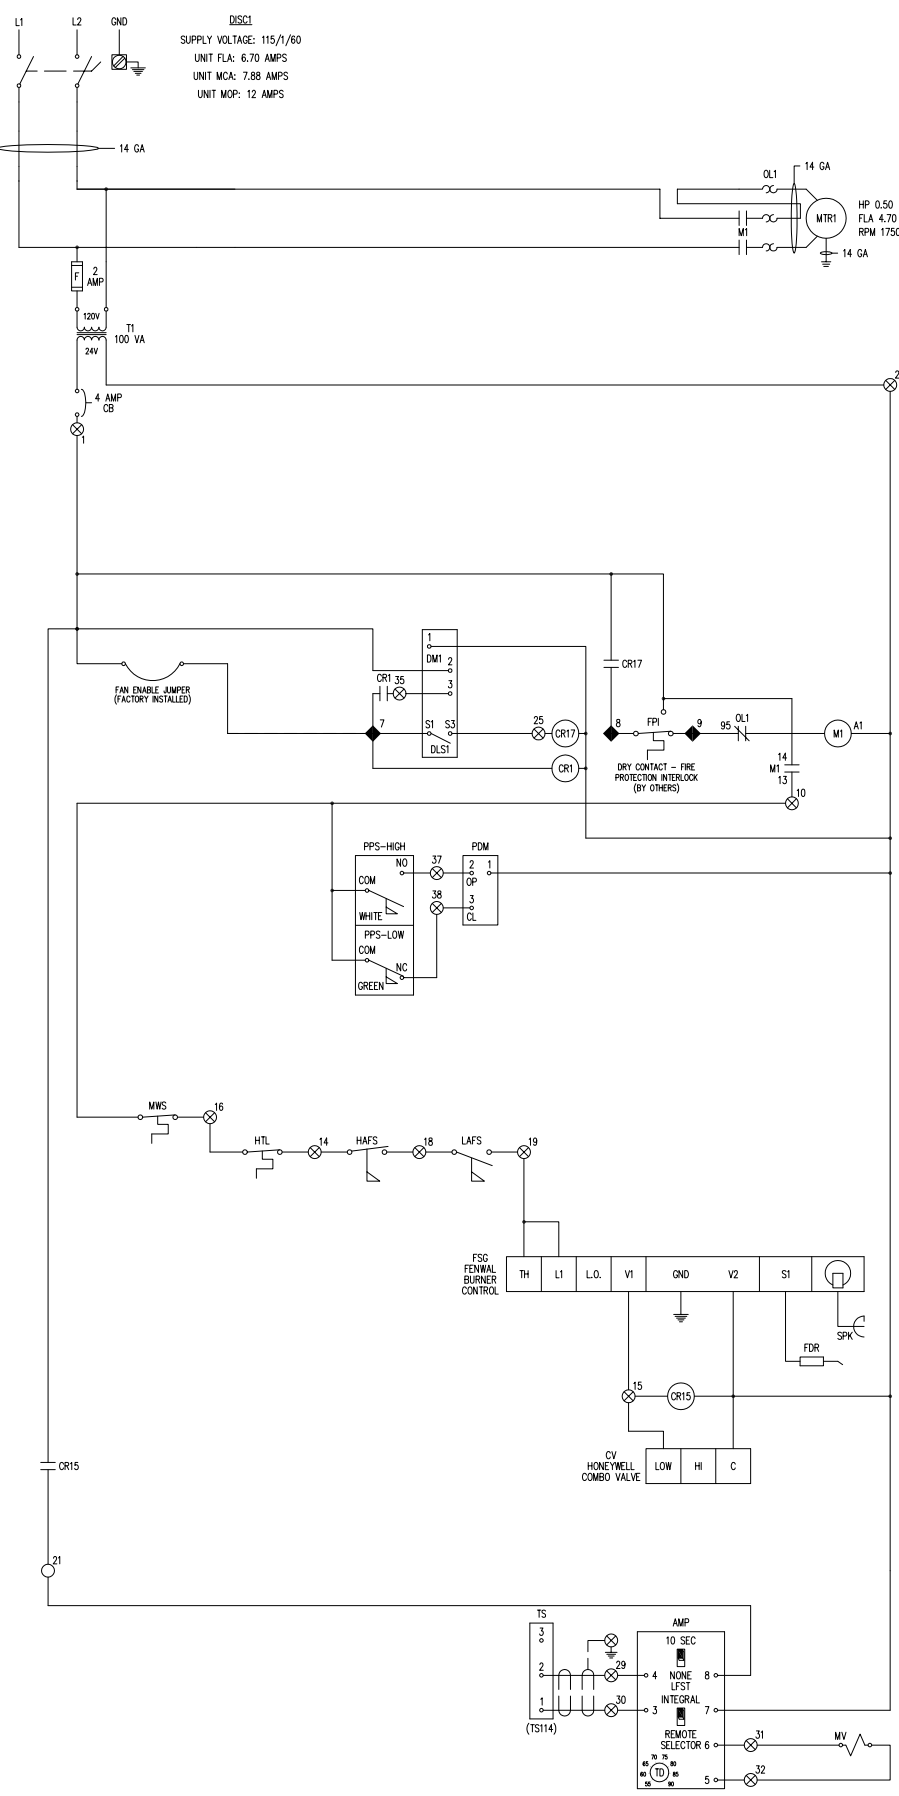 L1
L2
GND
DISC1
SUPPLY VOLTAGE: 115/1/60
UNIT FLA: 6.70 AMPS
UNIT MCA: 7.88 AMPS
UNIT MOP: 12 AMPS
14 GA
14 GA
OL1
M1
MTR1
HP 0.50
FLA 4.70
RPM 1750
14 GA
F
2
AMP
120V
T1
100 VA
24V
2
4 AMP
CB
1
1
DM1
2
3
CR17
FAN ENABLE JUMPER
(FACTORY INSTALLED)
CR1
35
7
S1
S3
DLS1
25
CR17
CR1
8
FPI
9
95
OL1
M1
A1
DRY CONTACT - FIRE
PROTECTION INTERLOCK
(BY OTHERS)
14
M1
13
10
PPS-HIGH
NO
COM
WHITE
PPS-LOW
COM
NC
GREEN
37
38
PDM
2
1
OP
3
CL
MWS
16
HTL
14
HAFS
18
LAFS
19
FSG
FENWAL
BURNER
CONTROL
TH
L1
L.O.
V1
GND
V2
S1
SPK
FDR
15
CR15
CV
HONEYWELL
COMBO VALVE
LOW
HI
C
CR15
21
TS
3
2
1
(TS114)
29
30
AMP
10 SEC
4
NONE
8
LFST
INTEGRAL
3
7
REMOTE
SELECTOR 6
31
MV
5
32
TD
55
60
65
70
75
80
85
90